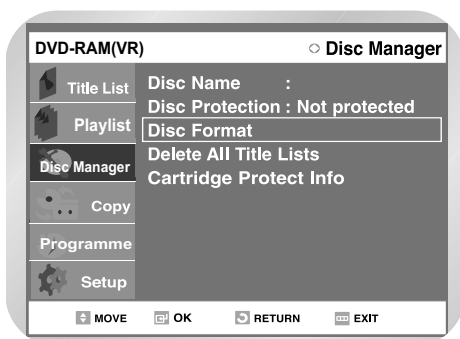 DVD-RAM(VR)
Disc Manager
Title List
Playlist
Disc Manager
Copy
Programme
Setup
Disc Name :
Disc Protection : Not protected
Disc Format
Delete All Title Lists
Cartridge Protect Info
MOVE OK RETURN EXIT